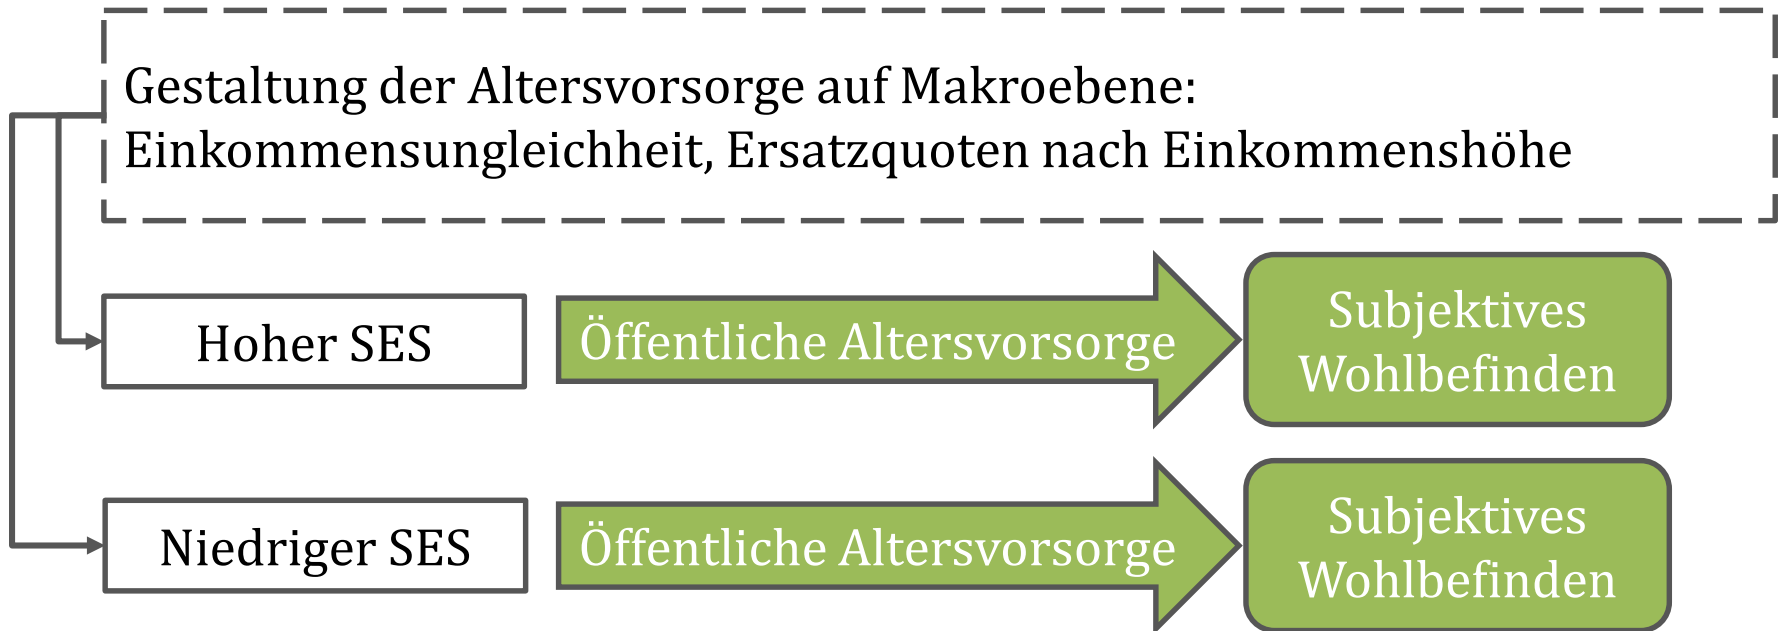 Gestaltung der Altersvorsorge auf Makroebene:
Einkommensungleichheit, Ersatzquoten nach Einkommenshöhe
Hoher SES
Öffentliche Altersvorsorge
Subjektives
Wohlbefinden
Niedriger SES
Öffentliche Altersvorsorge
Subjektives
Wohlbefinden